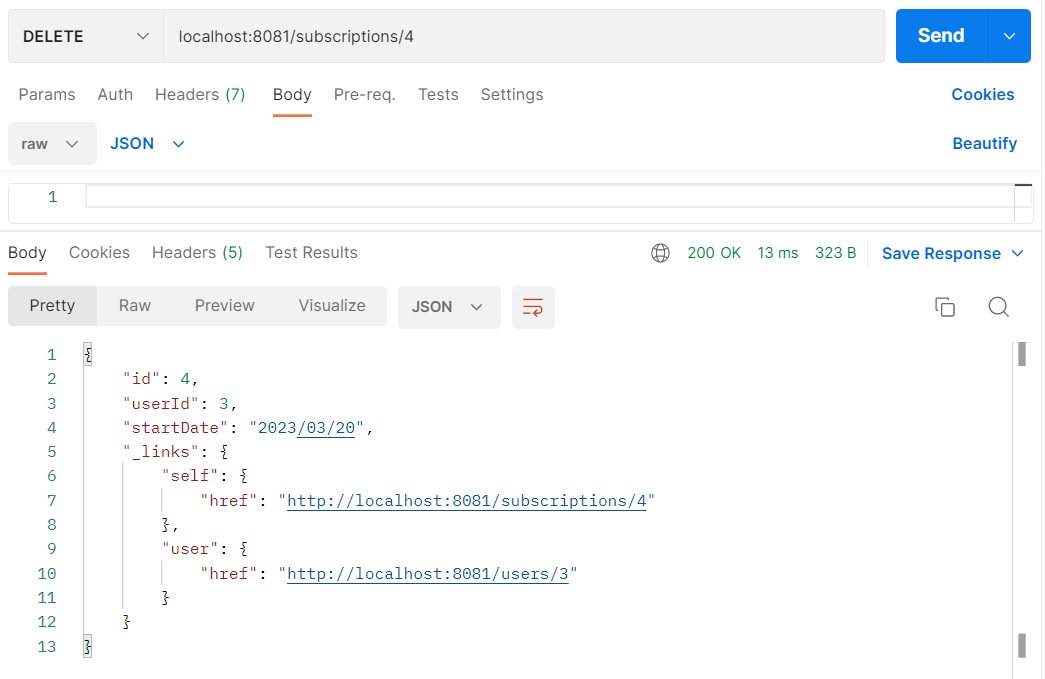 DELETE localhost:8081/subscriptions/4 Send
Params Auth Headers (7) Body Pre-req. Tests Settings Cookies
raw JSON Beautify
1
Body Cookies Headers (5) Test Results 200 OK 13 ms 323 B Save Response
Pretty Raw Preview Visualize JSON
1 {
2 "id": 4,
3 "userId": 3,
4 "startDate": "2023/03/20",
5 "_links": {
6 "self": {
7 "href": "http://localhost:8081/subscriptions/4"
8 },
9 "user": {
10 "href": "http://localhost:8081/users/3"
11 }
12 }
13 }